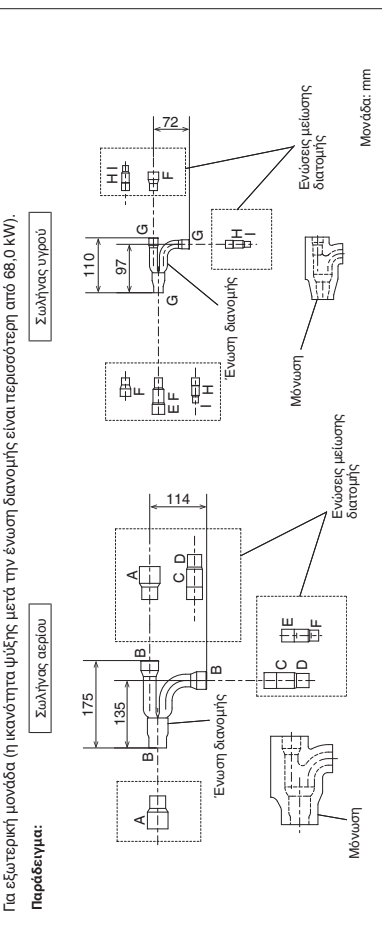 Για εξωτερική μονάδα (η ικανότητα ψύξης μετά την ένωση διανομής είναι περισσότερη από 68,0 kW).
Παράδειγμα:
Σωλήνας αερίου
175
135
B
B
B
A
A
C D
114
C
D
E
F
Ένωση διανομής
Ενώσεις μείωσης
διατομής
Μόνωση
Σωλήνας υγρού
110
97
G
G
G
F
E F
I H
H I
F
72
H
I
Ένωση διανομής
Ενώσεις μείωσης
διατομής
Μόνωση
Μονάδα: mm